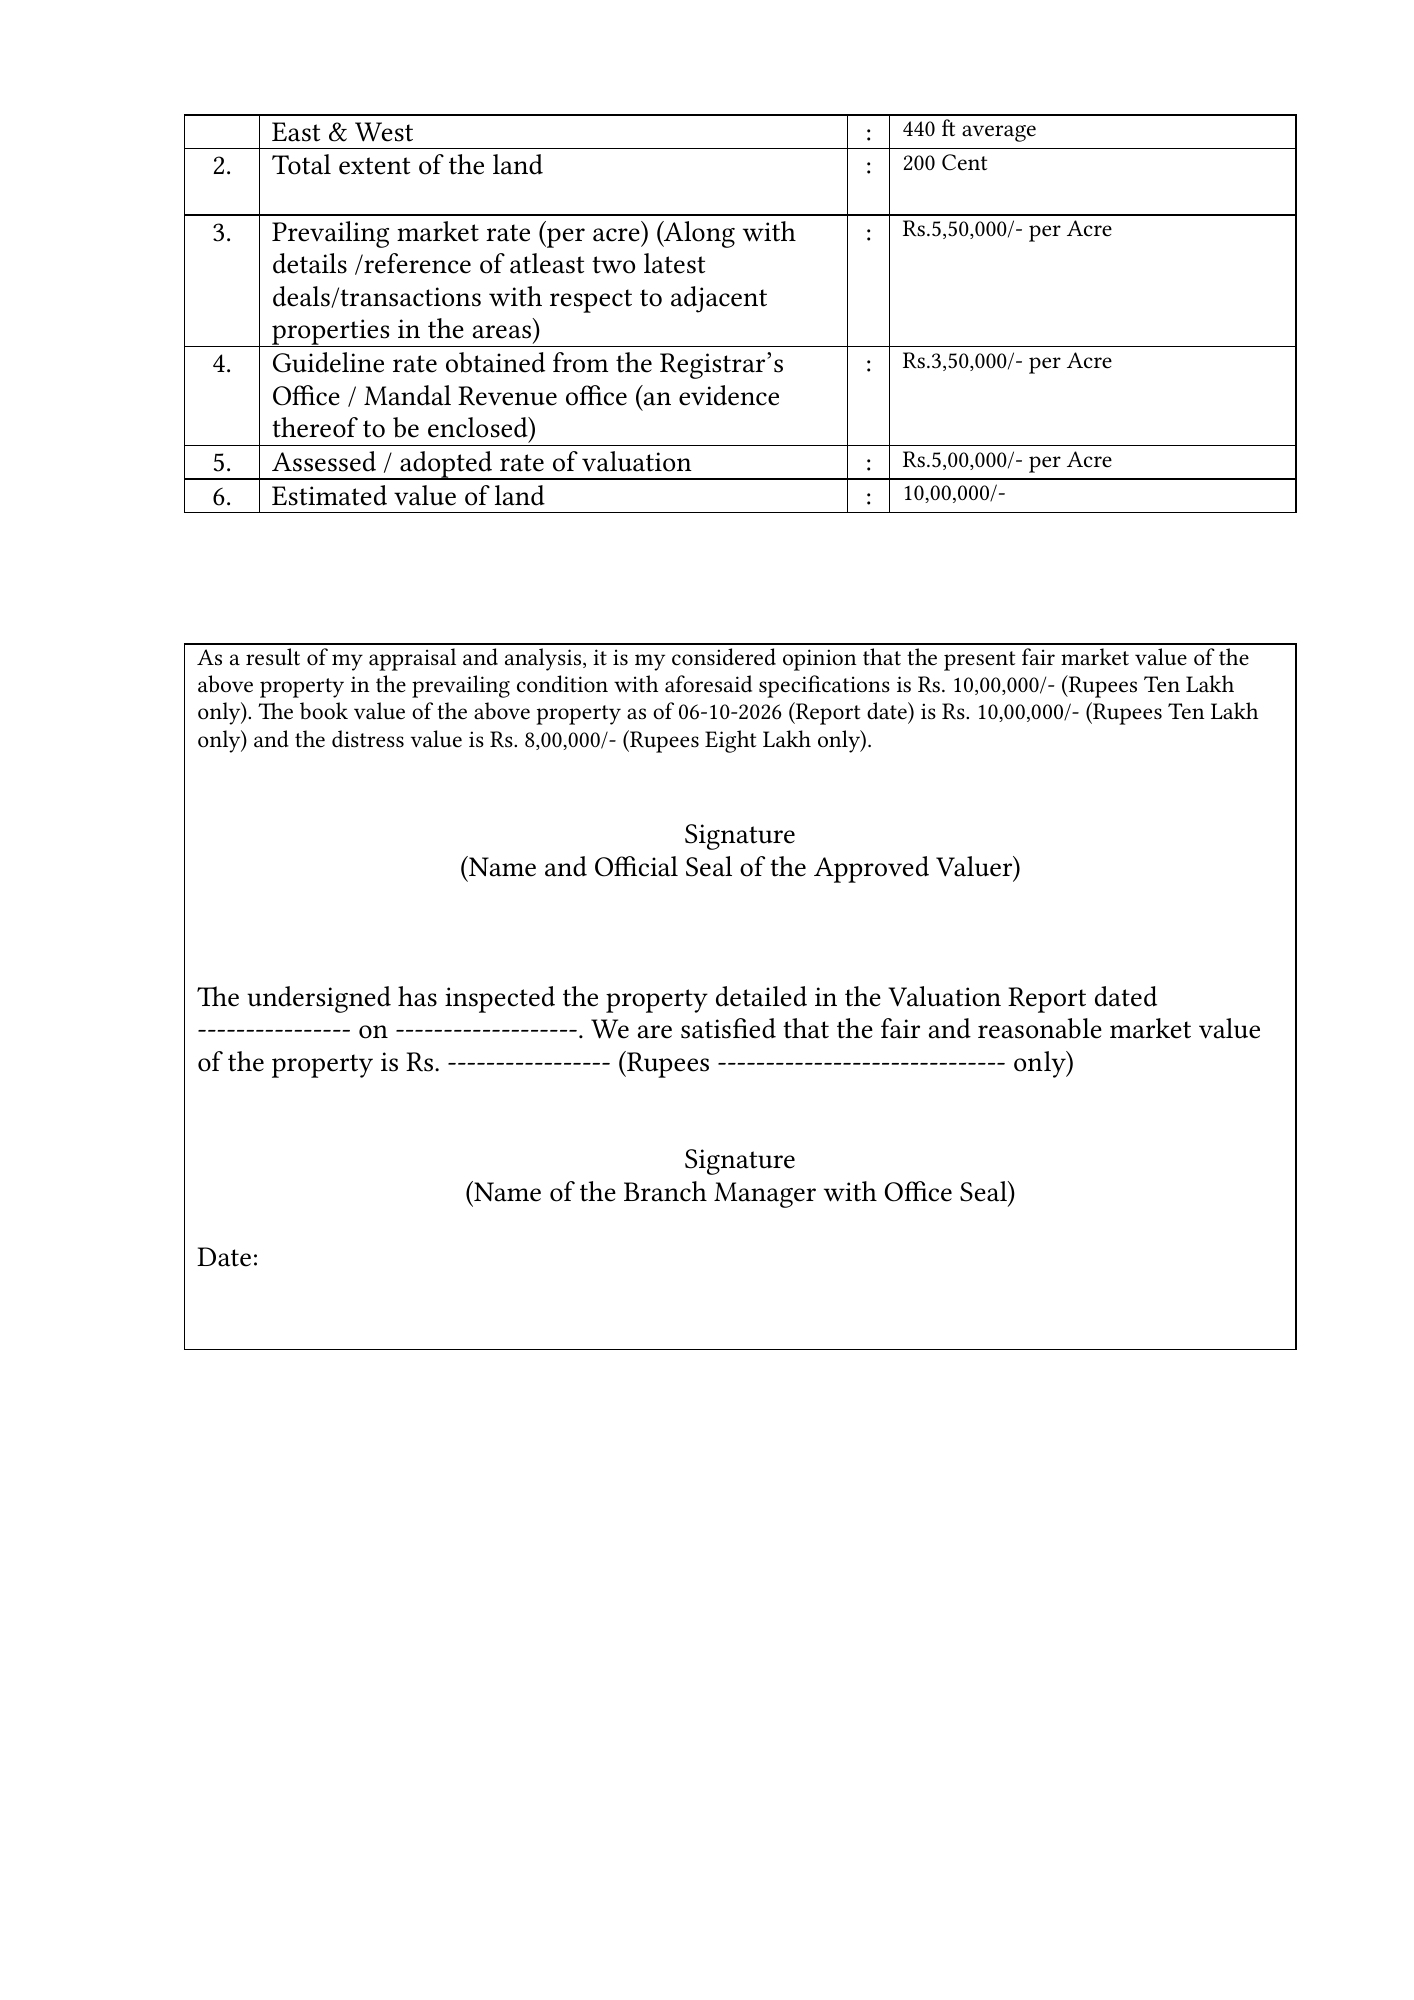 East & West : 440 ft average
2. Total extent of the land : 200 Cent
3. Prevailing market rate (per acre) (Along with : Rs.5,50,000/- per Acre
details /reference of atleast two latest
deals/transactions with respect to adjacent
properties in the areas)
4. Guideline rate obtained from the Registrar’s : Rs.3,50,000/- per Acre
Office / Mandal Revenue office (an evidence
thereof to be enclosed)
5. Assessed / adopted rate of valuation : Rs.5,00,000/- per Acre
6. Estimated value of land : 10,00,000/-
As a result of my appraisal and analysis, it is my considered opinion that the present fair market value of the
above property in the prevailing condition with aforesaid specifications is Rs. 10,00,000/- (Rupees Ten Lakh
only). The book value of the above property as of 06-10-2026 (Report date) is Rs. 10,00,000/- (Rupees Ten Lakh
only) and the distress value is Rs. 8,00,000/- (Rupees Eight Lakh only).
Signature
(Name and Official Seal of the Approved Valuer)
The undersigned has inspected the property detailed in the Valuation Report dated
---------------- on -------------------. We are satisfied that the fair and reasonable market value
of the property is Rs. ----------------- (Rupees ------------------------------ only)
Signature
(Name of the Branch Manager with Office Seal)
Date: